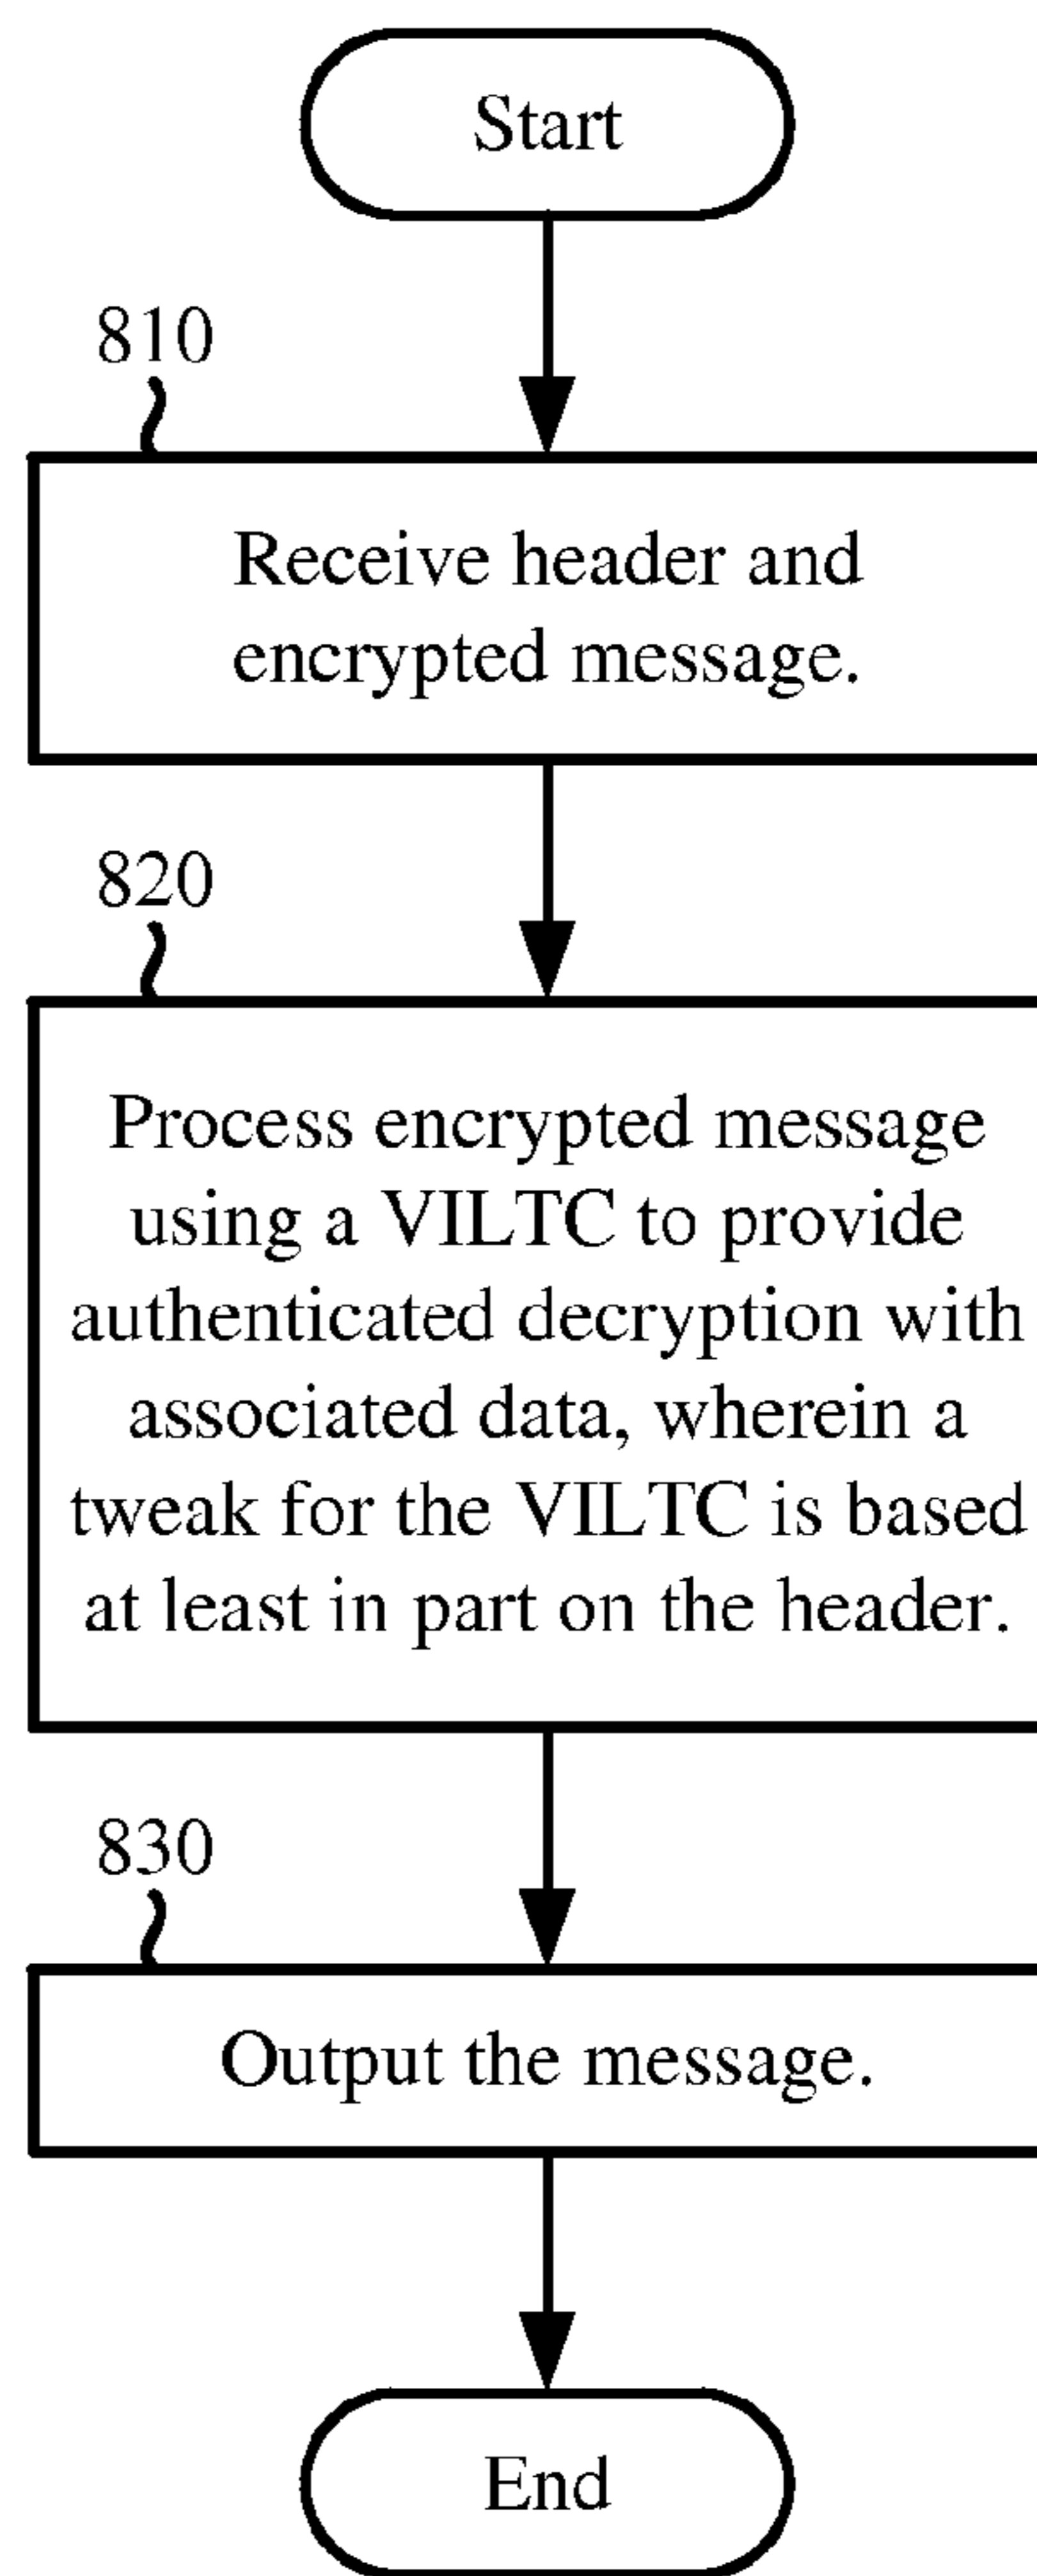 Start
810
Receive header and
encrypted message.
820
Process encrypted message
using a VILTC to provide
authenticated decryption with
associated data, wherein a
tweak for the VILTC is based
at least in part on the header.
830
Output the message.
End